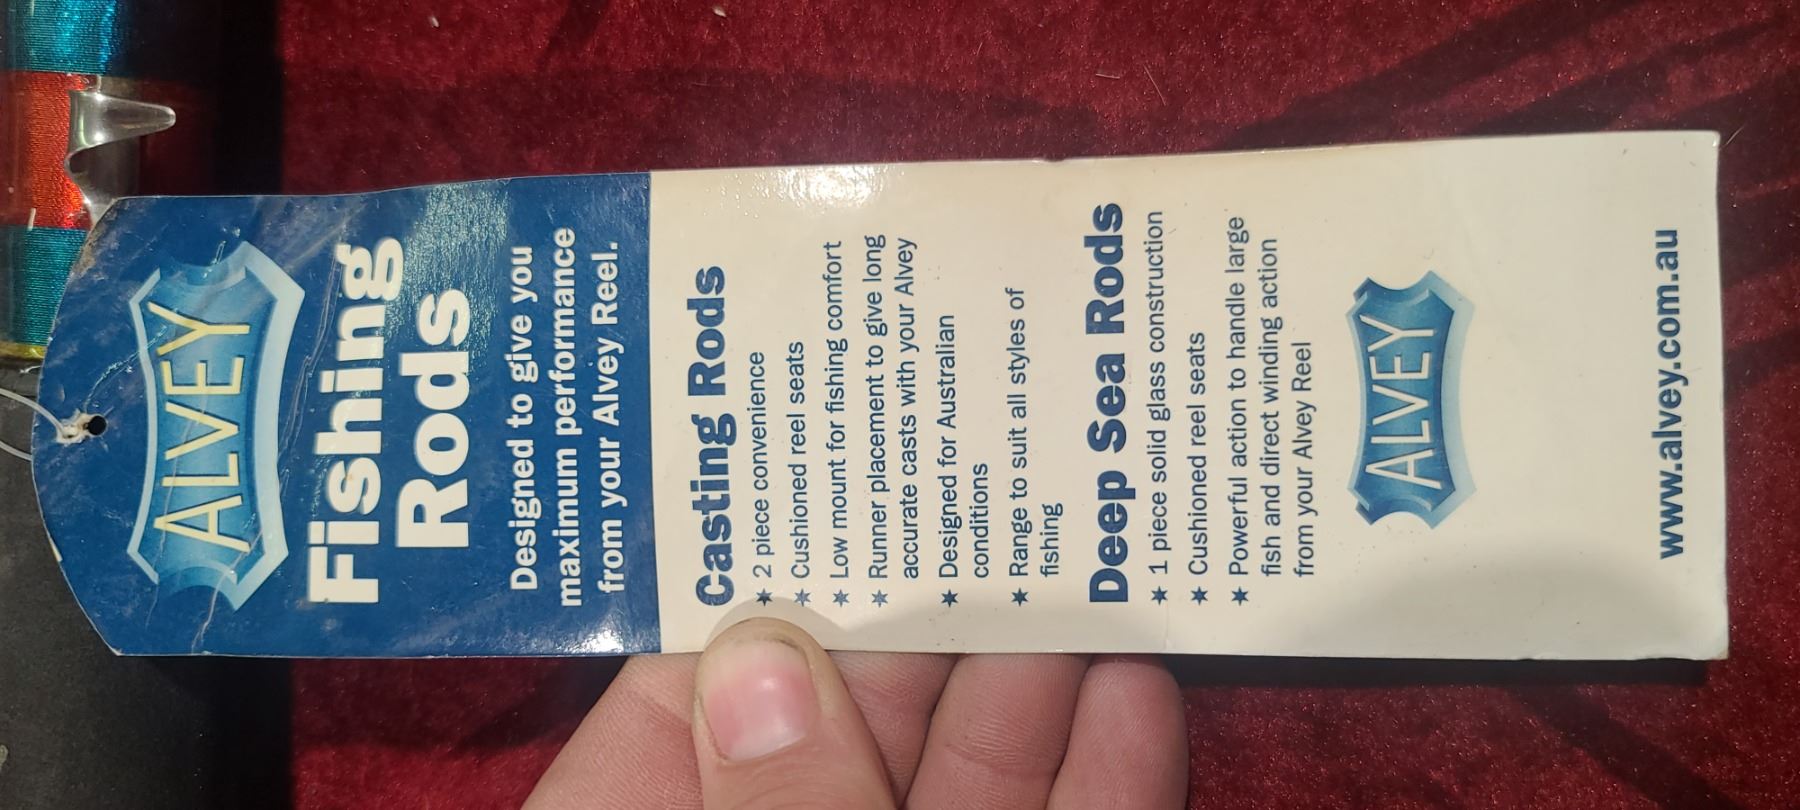 ALVEY
Fishing
Rods
Designed to give you
maximum performance
from your Alvey Reel.
Casting Rods
★ 2 piece convenience
★ Cushioned reel seats
★ Low mount for fishing comfort
★ Runner placement to give long
accurate casts with your Alvey
★ Designed for Australian
conditions
★ Range to suit all styles of
fishing
Deep Sea Rods
★ 1 piece solid glass construction
★ Cushioned reel seats
★ Powerful action to handle large
fish and direct winding action
from your Alvey Reel
ALVEY
www.alvey.com.au